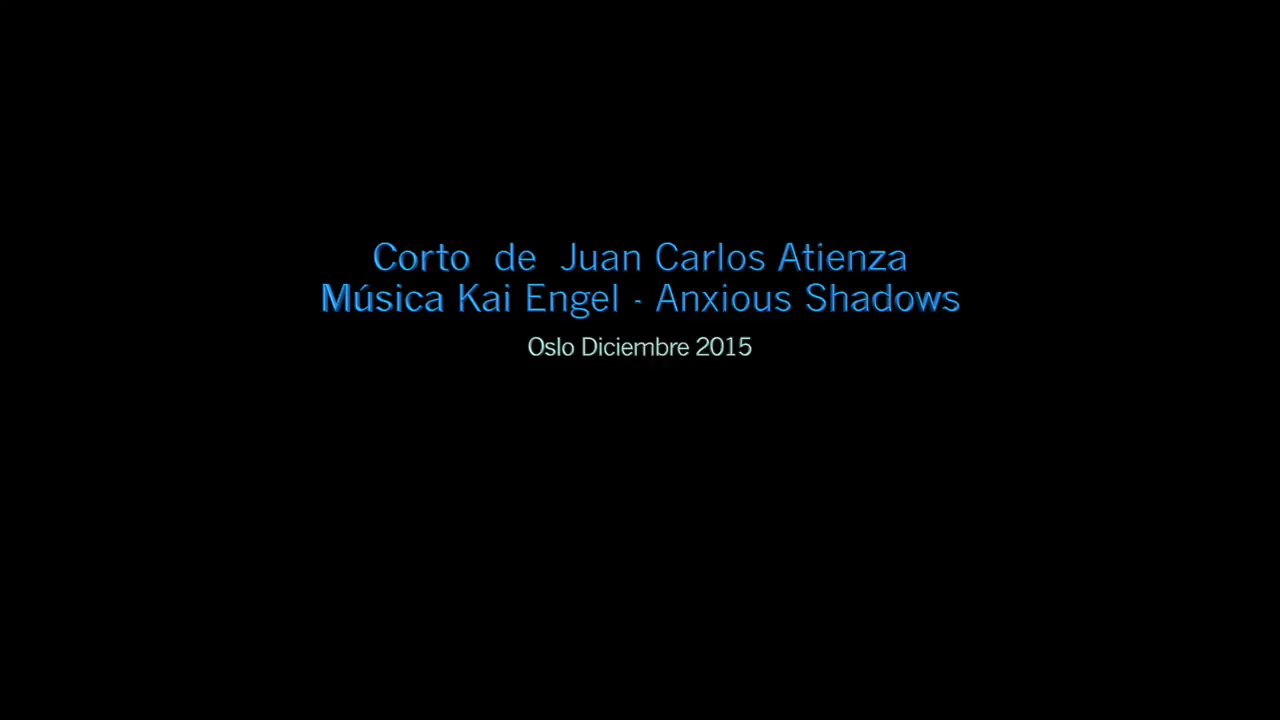 Corto de Juan Carlos Atienza
Música Kai Engel - Anxious Shadows
Oslo Diciembre 2015